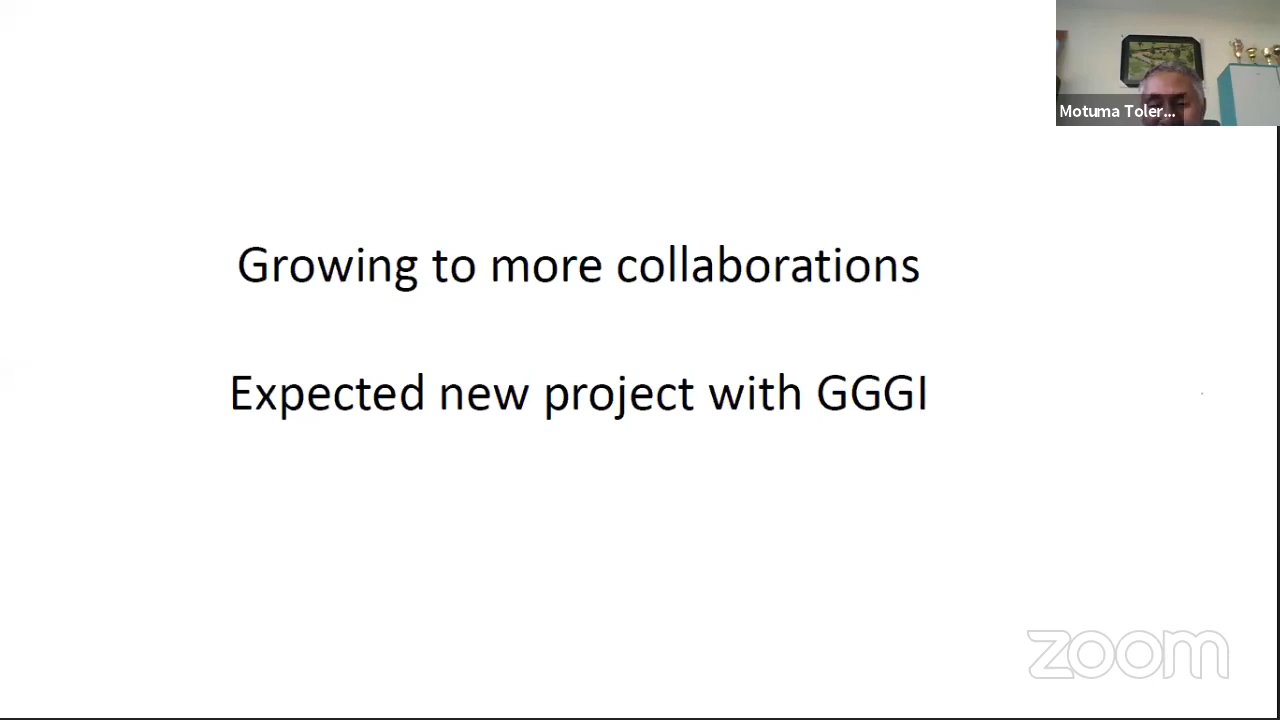 Motuma Toler...
Growing to more collaborations
Expected new project with GGGI
zoom